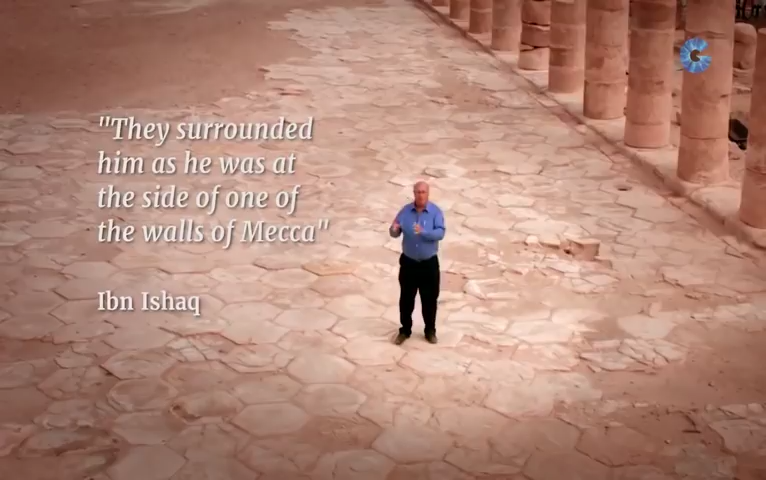 "They surrounded
him as he was at
the side of one of
the walls of Mecca"
Ibn Ishaq